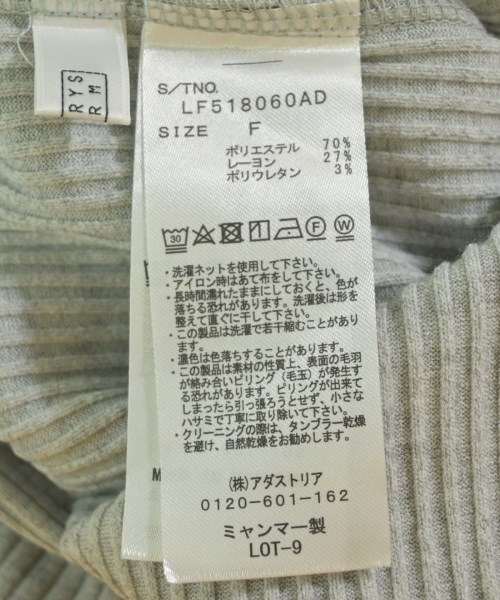 RYS
RM
S/TNO.
LF518060AD
SIZE F
ポリエステル 70%
レーヨン 27%
ポリウレタン 3%
30 F W
・洗濯ネットを使用して下さい。
・アイロン時はあて布をして下さい。
・長時間濡れたままにしておくと、色が
落ちる恐れがあります。洗濯後は形を
整えて直ぐに干して下さい。
・この製品は洗濯で若干縮むことがあり
ます。
・濃色は色落ちすることがあります。
・この製品は素材の性質上、表面の毛羽
が絡み合いピリング（毛玉）が発生す
る恐れがあります。ピリングが出来て
しまったら引っ張ろうとせず、小さな
ハサミで丁寧に取り除いて下さい。
・クリーニングの際は、タンブラー乾燥
を避け、自然乾燥をお勧めします。
M
(株)アダストリア
0120-601-162
ミャンマー製
LOT-9